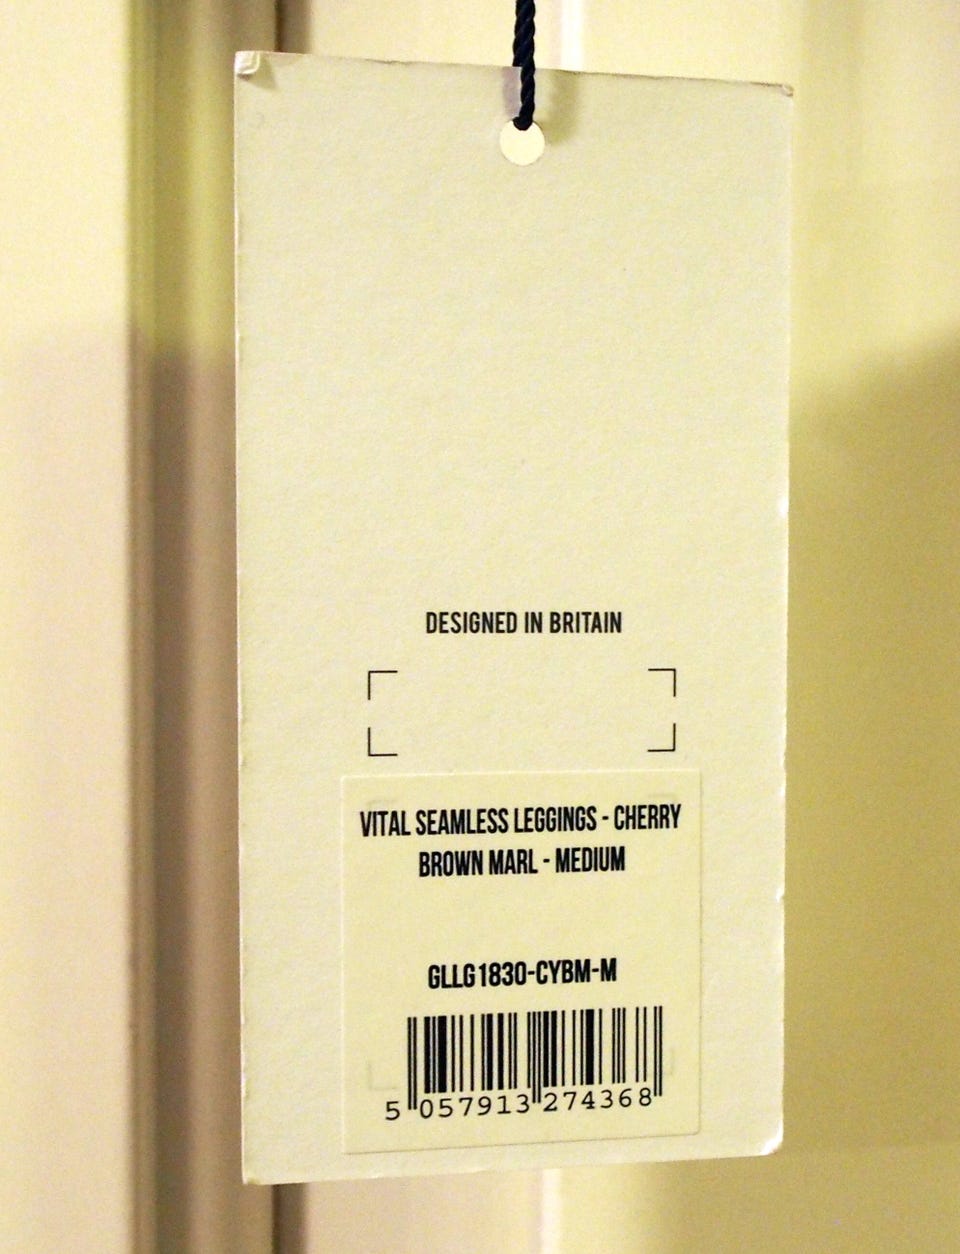 DESIGNED IN BRITAIN
VITAL SEAMLESS LEGGINGS - CHERRY
BROWN MARL - MEDIUM
GLLG1830-CYBM-M
5 057913 274368